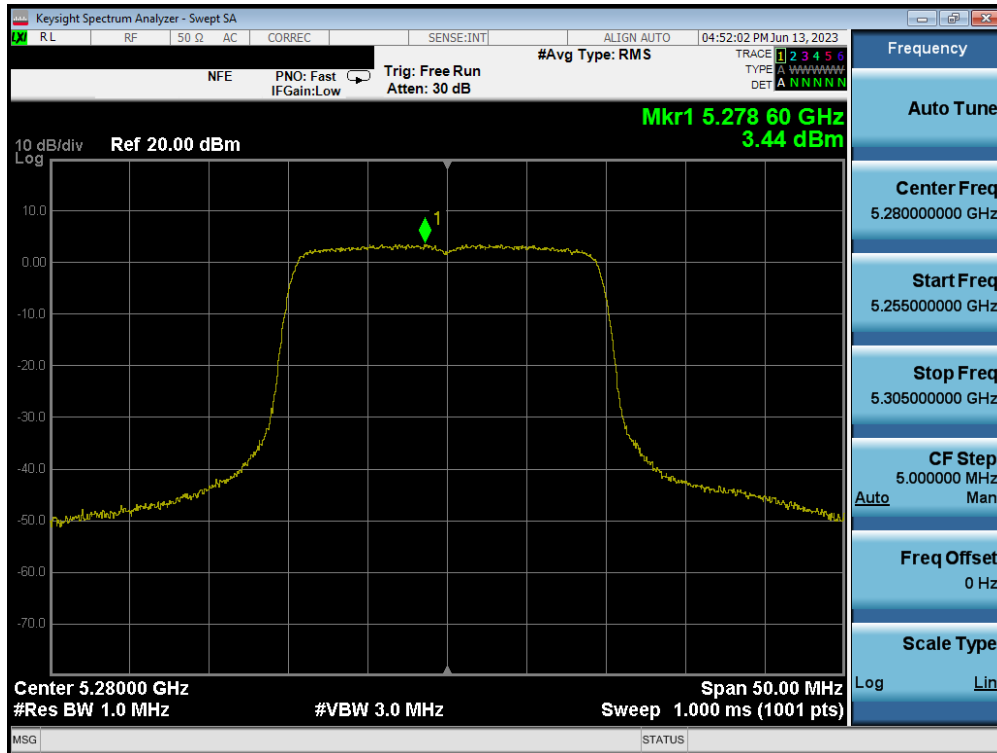 Keysight Spectrum Analyzer - Swept SA
LXI RL RF 50 Ω AC CORREC SENSE:INT ALIGN AUTO 04:52:02 PM Jun 13, 2023
#Avg Type: RMS TRACE 1 2 3 4 5 6
NFE PNO: Fast Trig: Free Run TYPE A WWWWW
IFGain:Low Atten: 30 dB DET A N N N N N
Mkr1 5.278 60 GHz
3.44 dBm
10 dB/div Ref 20.00 dBm
Log
1
10.0
0.00
-10.0
-20.0
-30.0
-40.0
-50.0
-60.0
-70.0
Center 5.28000 GHz Span 50.00 MHz
#Res BW 1.0 MHz #VBW 3.0 MHz Sweep 1.000 ms (1001 pts)
MSG STATUS
Frequency
Auto Tune
Center Freq
5.280000000 GHz
Start Freq
5.255000000 GHz
Stop Freq
5.305000000 GHz
CF Step
5.000000 MHz
Auto Man
Freq Offset
0 Hz
Scale Type
Log Lin